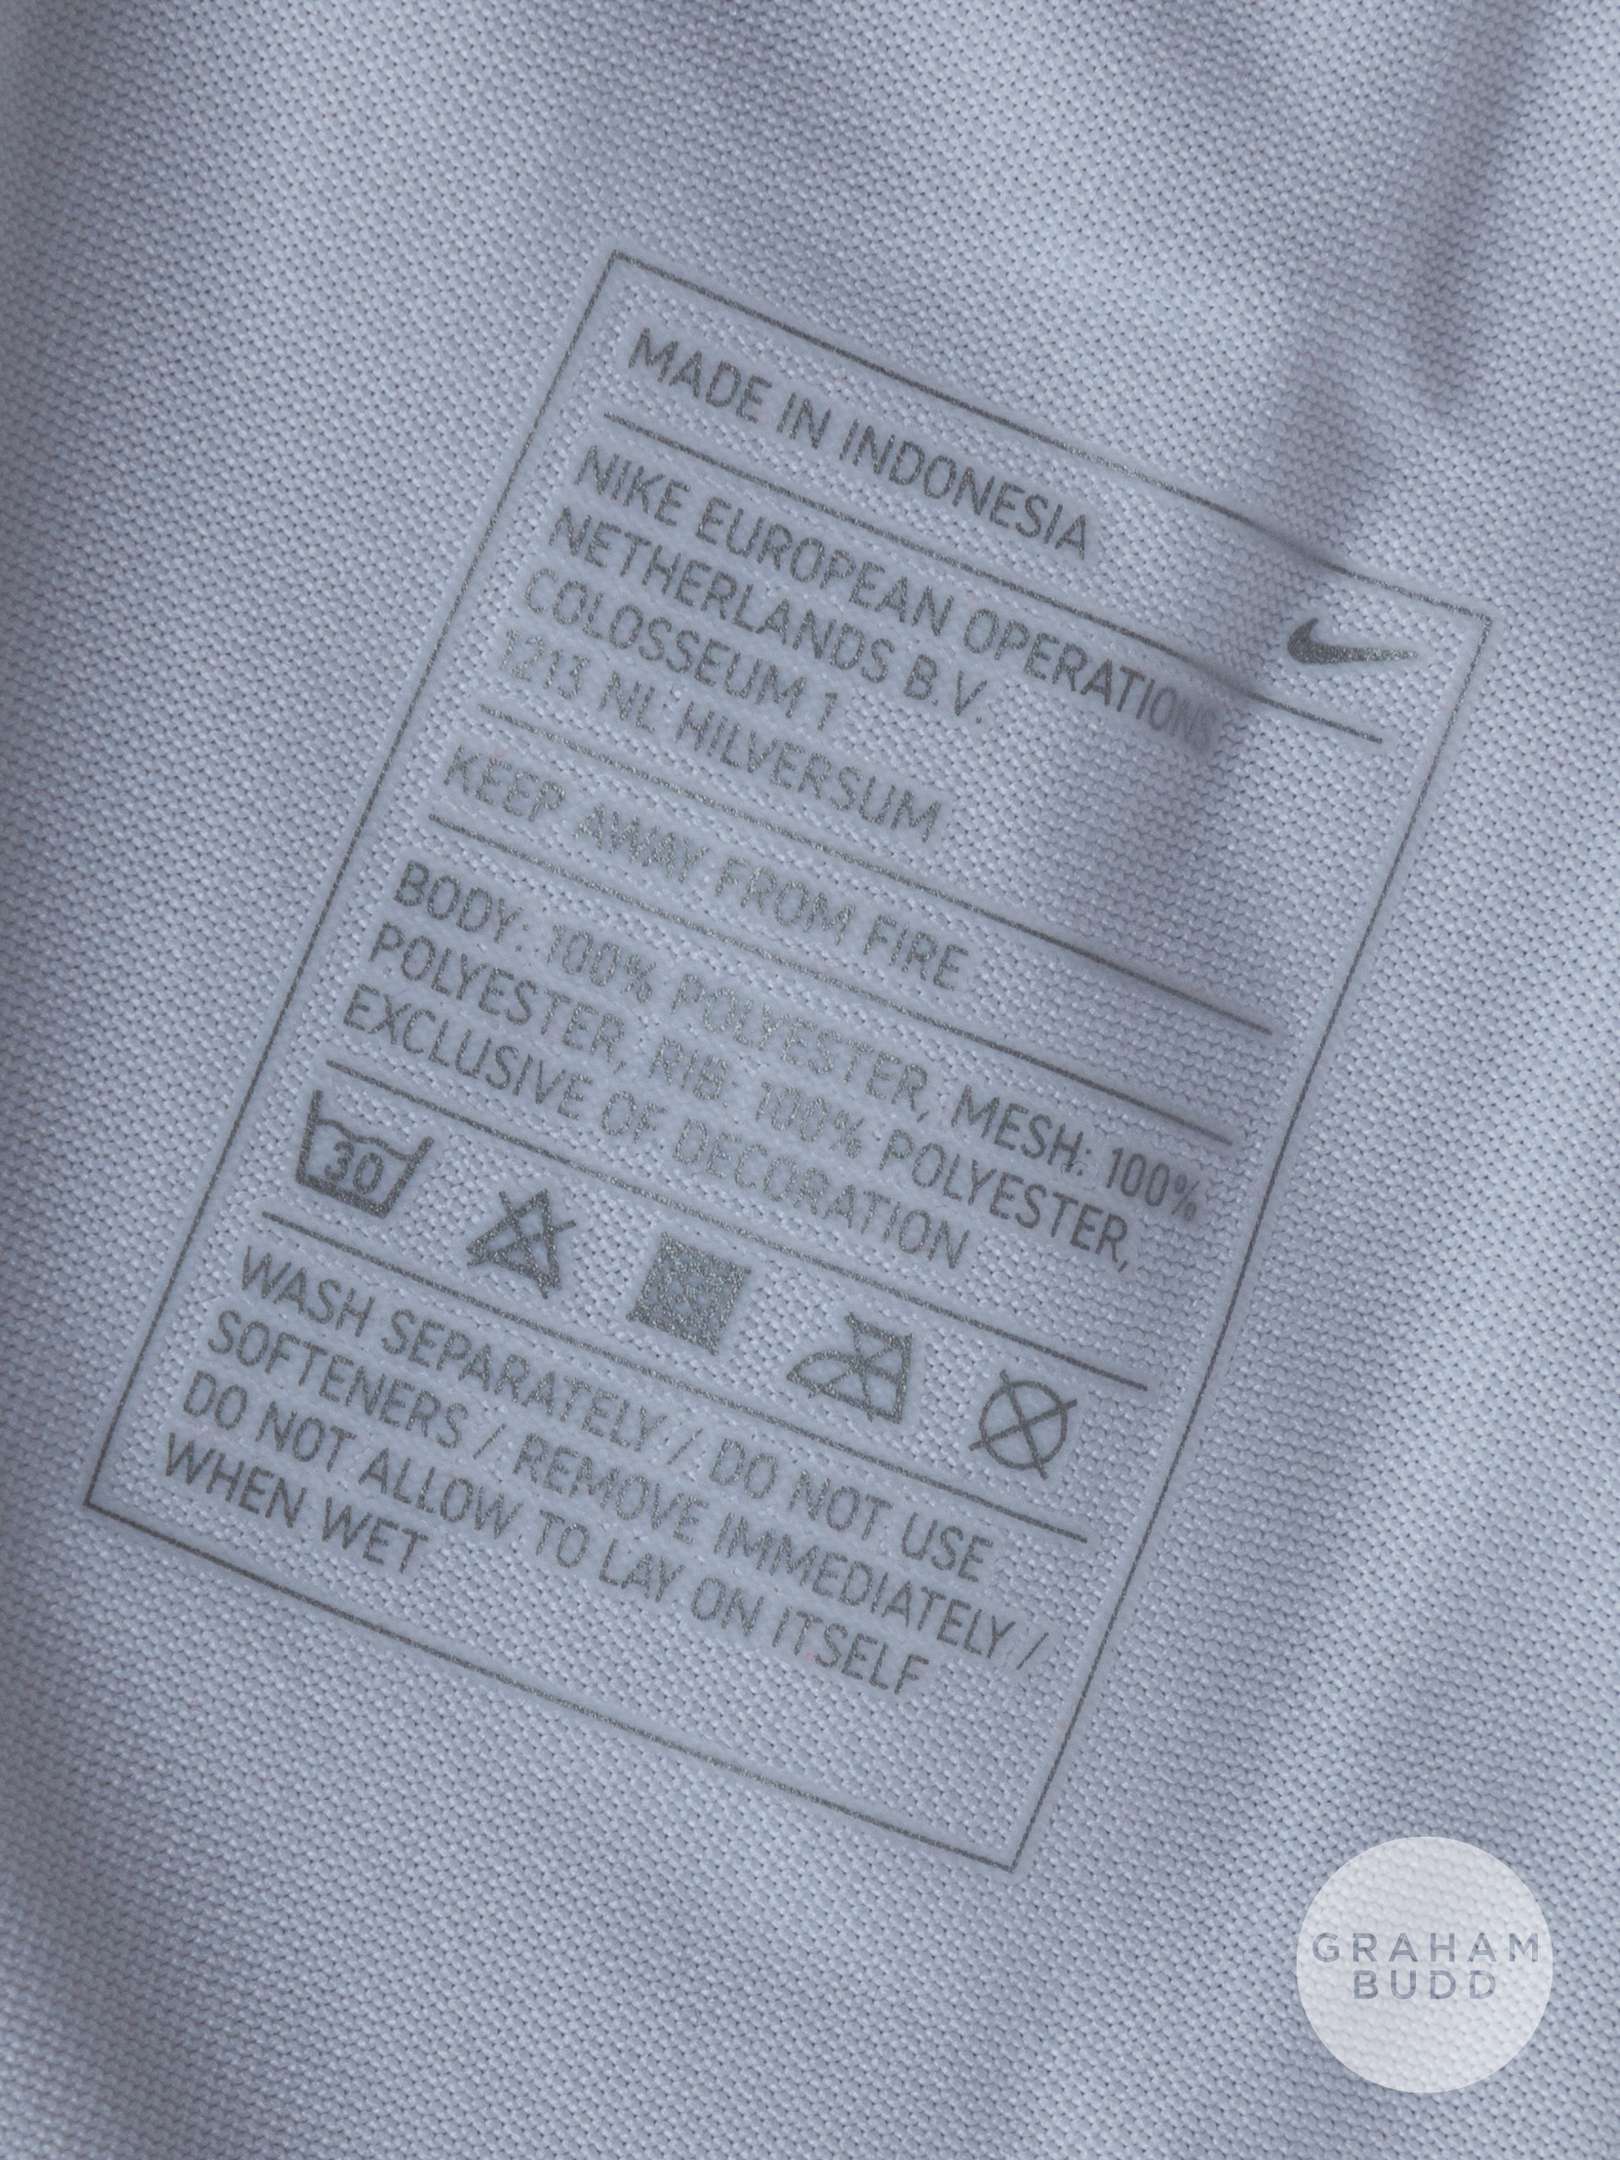 MADE IN INDONESIA
NIKE EUROPEAN OPERATIONS
NETHERLANDS B.V.
COLOSSEUM 1
1213 NL HILVERSUM
KEEP AWAY FROM FIRE
BODY: 100% POLYESTER, MESH: 100%
POLYESTER, RIB: 100% POLYESTER,
EXCLUSIVE OF DECORATION
30
WASH SEPARATELY / DO NOT USE
SOFTENERS / REMOVE IMMEDIATELY /
DO NOT ALLOW TO LAY ON ITSELF
WHEN WET
GRAHAM
BUDD